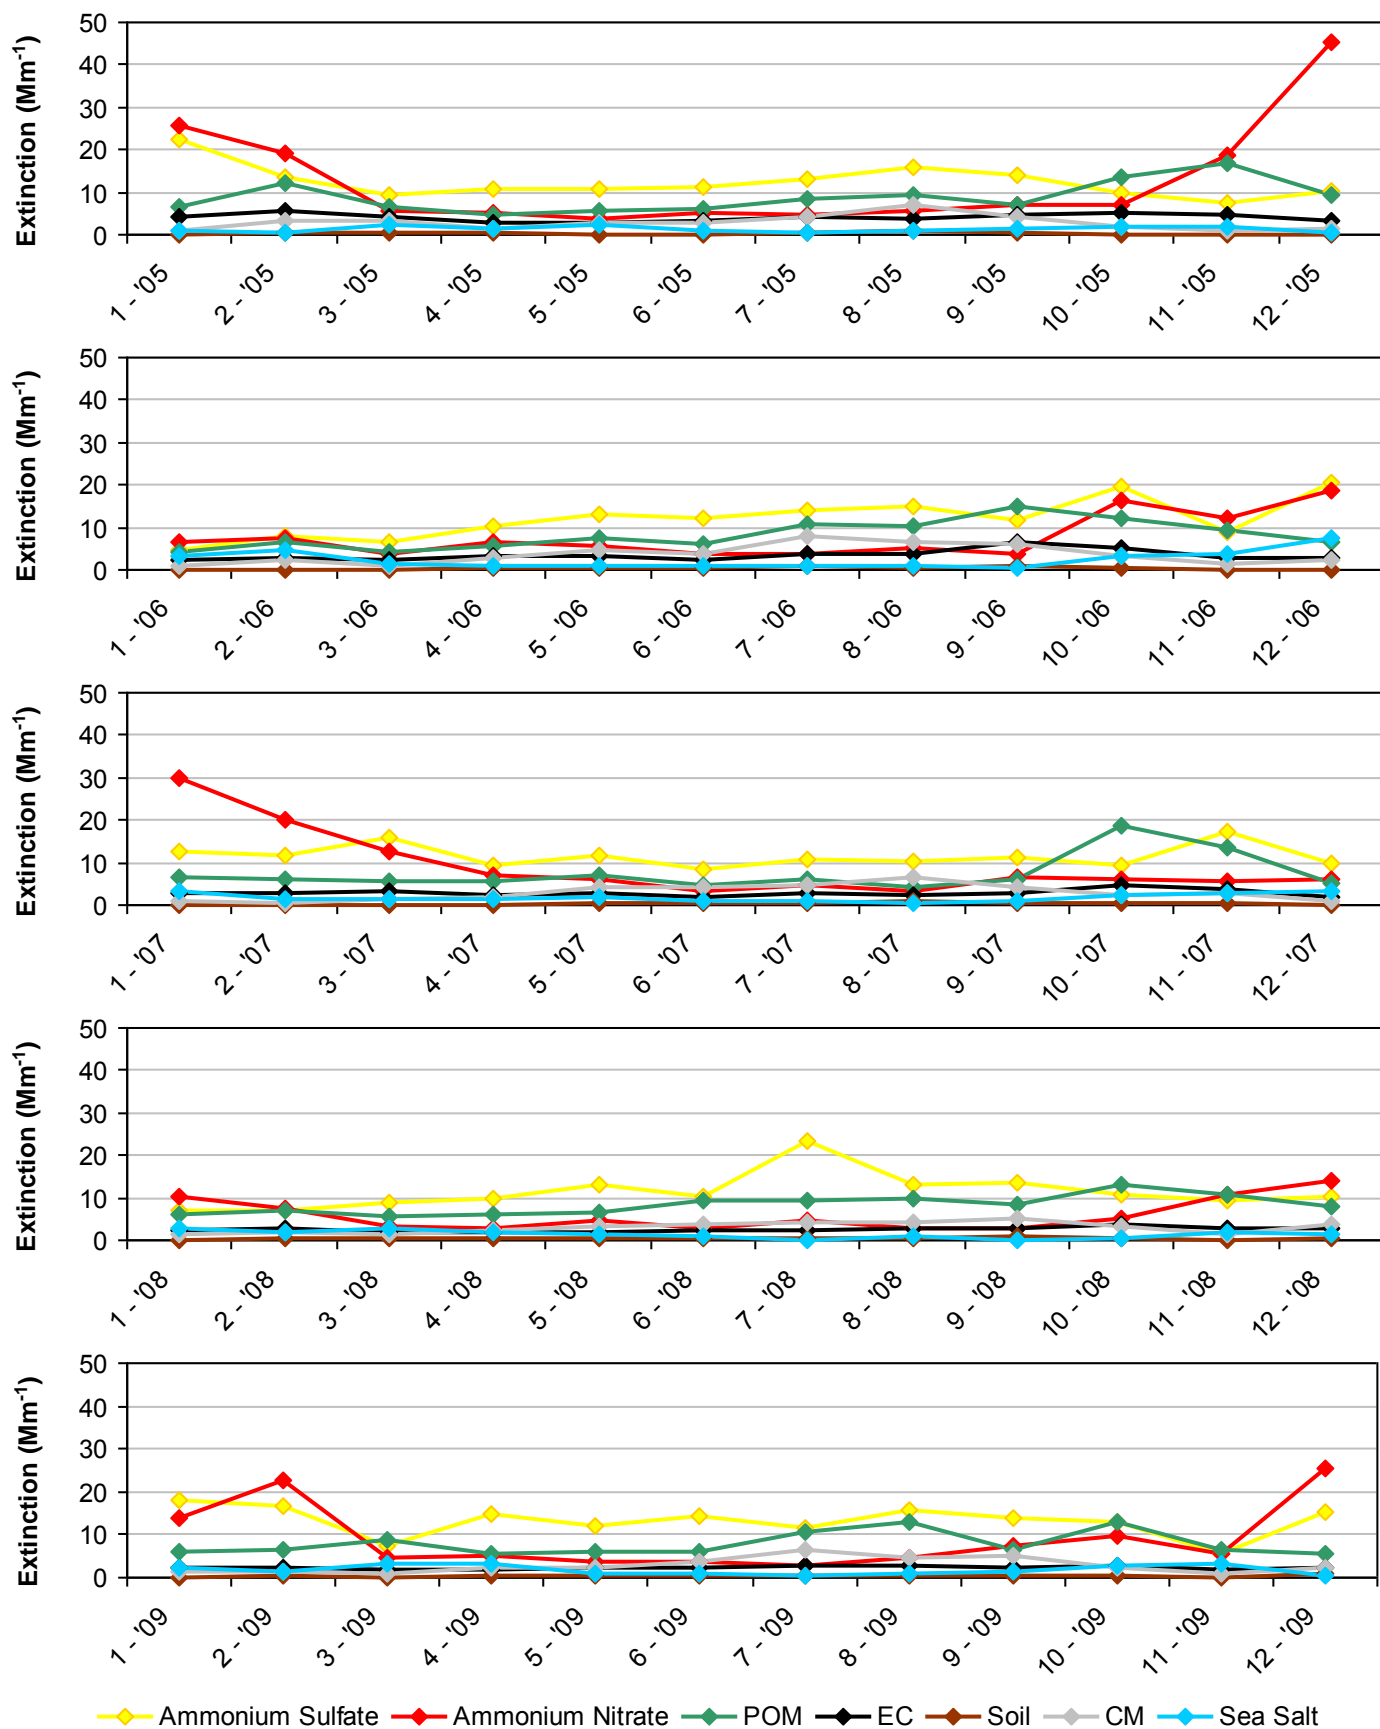 Extinction (Mm-1)
50
40
30
20
10
0
1 - '05 2 - '05 3 - '05 4 - '05 5 - '05 6 - '05 7 - '05 8 - '05 9 - '05 10 - '05 11 - '05 12 - '05
Extinction (Mm-1)
50
40
30
20
10
0
1 - '06 2 - '06 3 - '06 4 - '06 5 - '06 6 - '06 7 - '06 8 - '06 9 - '06 10 - '06 11 - '06 12 - '06
Extinction (Mm-1)
50
40
30
20
10
0
1 - '07 2 - '07 3 - '07 4 - '07 5 - '07 6 - '07 7 - '07 8 - '07 9 - '07 10 - '07 11 - '07 12 - '07
Extinction (Mm-1)
50
40
30
20
10
0
1 - '08 2 - '08 3 - '08 4 - '08 5 - '08 6 - '08 7 - '08 8 - '08 9 - '08 10 - '08 11 - '08 12 - '08
Extinction (Mm-1)
50
40
30
20
10
0
1 - '09 2 - '09 3 - '09 4 - '09 5 - '09 6 - '09 7 - '09 8 - '09 9 - '09 10 - '09 11 - '09 12 - '09
Ammonium Sulfate Ammonium Nitrate POM EC Soil CM Sea Salt